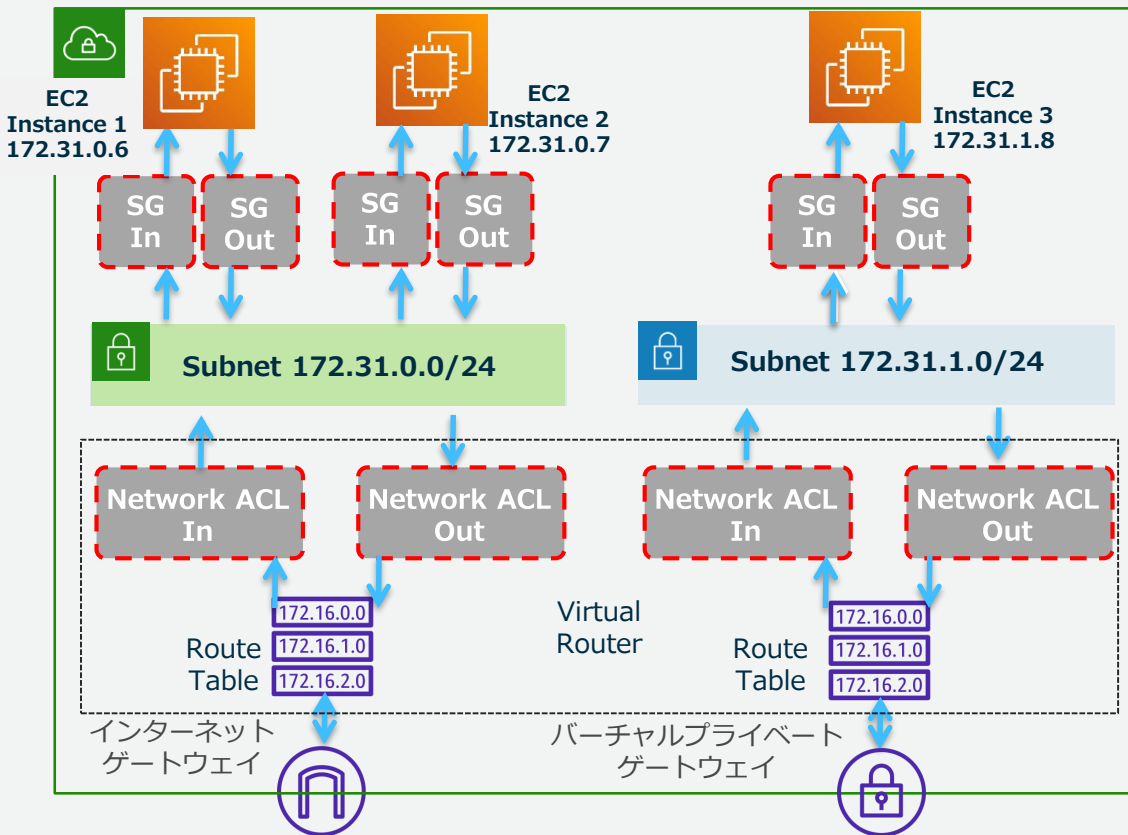 EC2
Instance 1
172.31.0.6
EC2
Instance 2
172.31.0.7
EC2
Instance 3
172.31.1.8
SG
In
SG
Out
SG
In
SG
Out
SG
In
SG
Out
Subnet 172.31.0.0/24
Subnet 172.31.1.0/24
Network ACL
In
Network ACL
Out
Network ACL
In
Network ACL
Out
Route
Table
172.16.0.0
172.16.1.0
172.16.2.0
Virtual
Router
Route
Table
172.16.0.0
172.16.1.0
172.16.2.0
インターネット
ゲートウェイ
バーチャルプライベート
ゲートウェイ